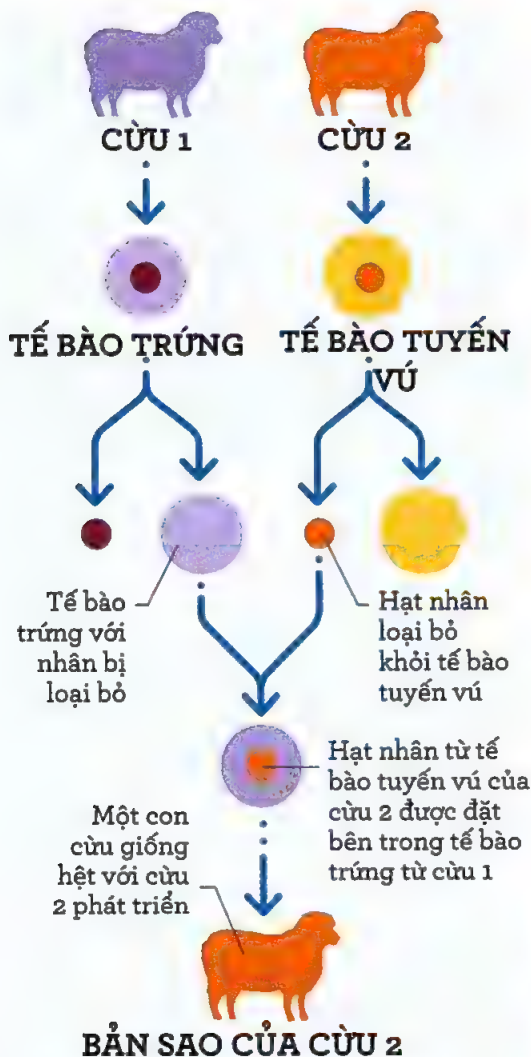 CỪU 1
CỪU 2
TẾ BÀO TRỨNG
TẾ BÀO TUYẾN
VÚ
Tế bào
trứng với
nhân bị
loại bỏ
Hạt nhân
loại bỏ
khỏi tế bào
tuyến vú
Hạt nhân từ tế
bào tuyến vú của
cừu 2 được đặt
bên trong tế bào
trứng từ cừu 1
Một con
cừu giống
hệt với cừu
2 phát triển
BẢN SAO CỦA CỪU 2